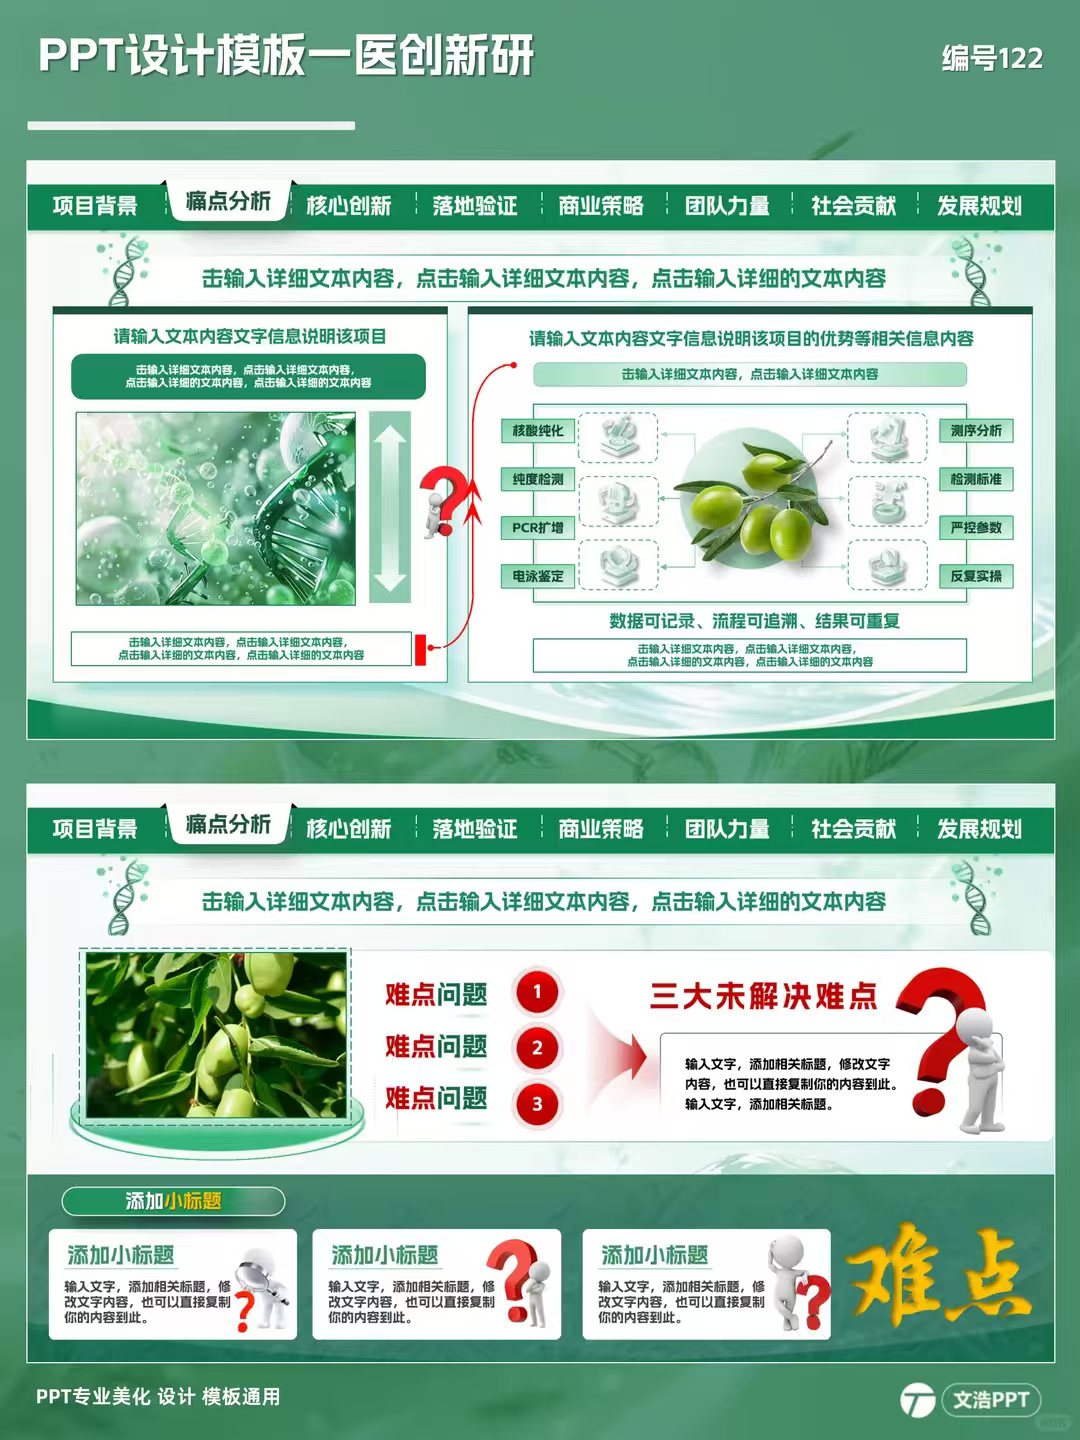 PPT设计模板一医创新研
编号122
项目背景
痛点分析
核心创新
落地验证
商业策略
团队力量
社会贡献
发展规划
击输入详细文本内容，点击输入详细文本内容，点击输入详细的文本内容
请输入文本内容文字信息说明该项目
击输入详细文本内容，点击输入详细文本内容，
点击输入详细的文本内容，点击输入详细的文本内容
击输入详细文本内容，点击输入详细文本内容，
点击输入详细的文本内容，点击输入详细的文本内容
请输入文本内容文字信息说明该项目的优势等相关信息内容
击输入详细文本内容，点击输入详细文本内容
核酸纯化
纯度检测
PCR扩增
电泳鉴定
测序分析
检测标准
严控参数
反复实操
数据可记录、流程可追溯、结果可重复
击输入详细文本内容，点击输入详细文本内容，
点击输入详细的文本内容，点击输入详细的文本内容
项目背景
痛点分析
核心创新
落地验证
商业策略
团队力量
社会贡献
发展规划
击输入详细文本内容，点击输入详细文本内容，点击输入详细的文本内容
难点问题 1
难点问题 2
难点问题 3
三大未解决难点
输入文字，添加相关标题，修改文字
内容，也可以直接复制你的内容到此。
输入文字，添加相关标题。
添加小标题
添加小标题
输入文字，添加相关标题，修
改文字内容，也可以直接复制
你的内容到此。
添加小标题
输入文字，添加相关标题，修
改文字内容，也可以直接复制
你的内容到此。
添加小标题
输入文字，添加相关标题，修
改文字内容，也可以直接复制
你的内容到此。
难点
PPT专业美化 设计 模板通用
文浩PPT